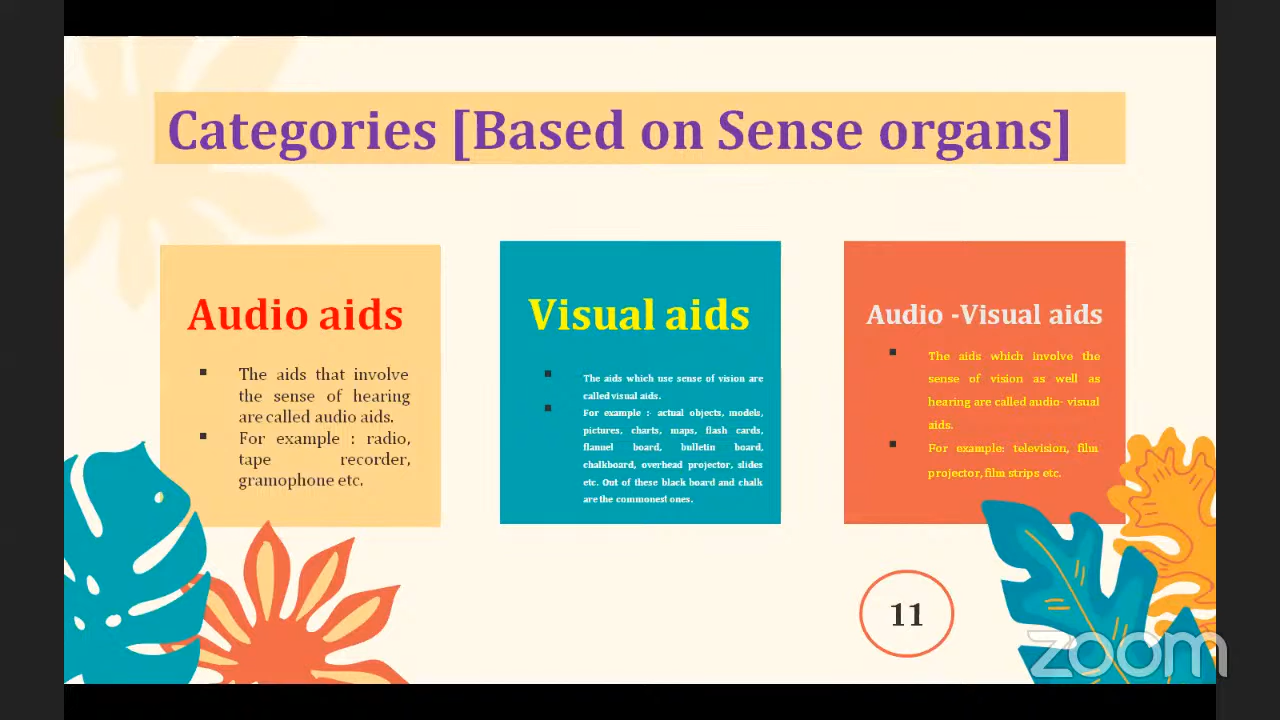 Categories [Based on Sense organs]
Audio aids
▪ The aids that involve
the sense of hearing
are called audio aids.
▪ For example : radio,
tape recorder,
gramophone etc.
Visual aids
▪ The aids which use sense of vision are
called visual aids.
▪ For example :- actual objects, models,
pictures, charts, maps, flash cards,
flannel board, bulletin board,
chalkboard, overhead projector, slides
etc. Out of these black board and chalk
are the commonest ones.
Audio -Visual aids
▪ The aids which involve the
sense of vision as well as
hearing are called audio- visual
aids.
▪ For example: television, film
projector, film strips etc.
11
zoom